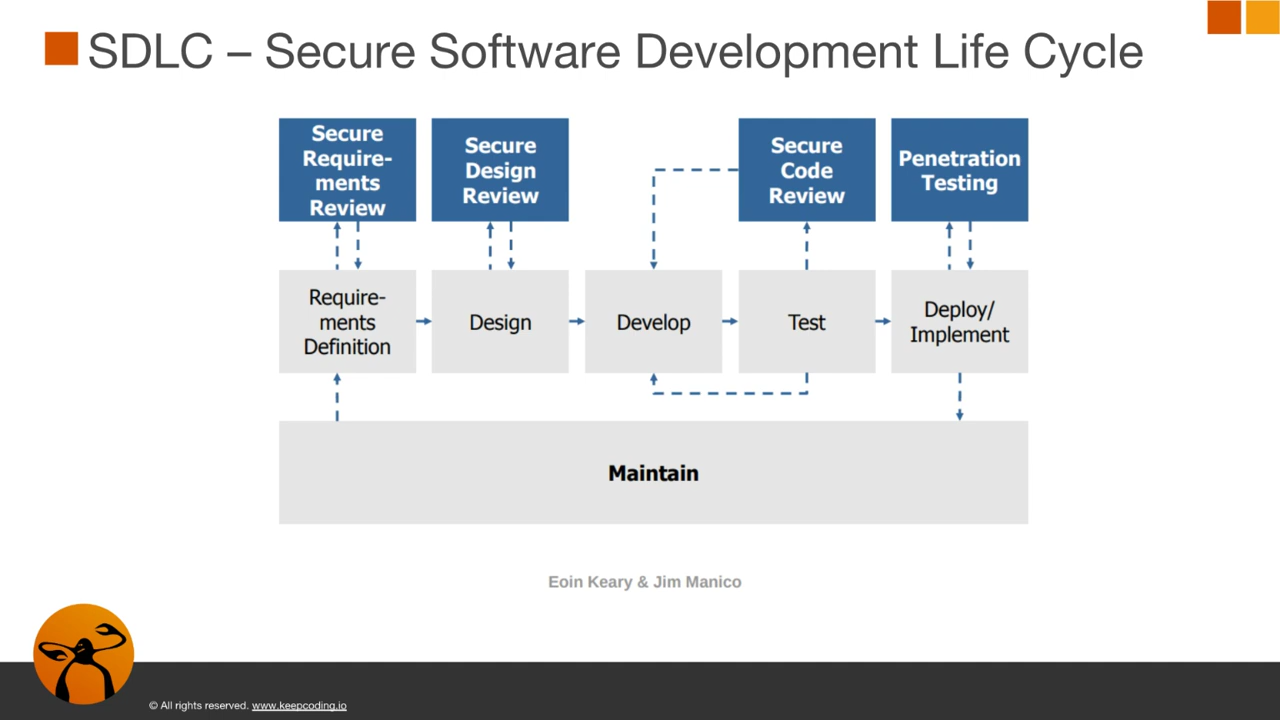 SDLC – Secure Software Development Life Cycle
Secure
Require-
ments
Review
Secure
Design
Review
Secure
Code
Review
Penetration
Testing
Require-
ments
Definition
Design
Develop
Test
Deploy/
Implement
Maintain
Eoin Keary & Jim Manico
© All rights reserved. www.keepcoding.io